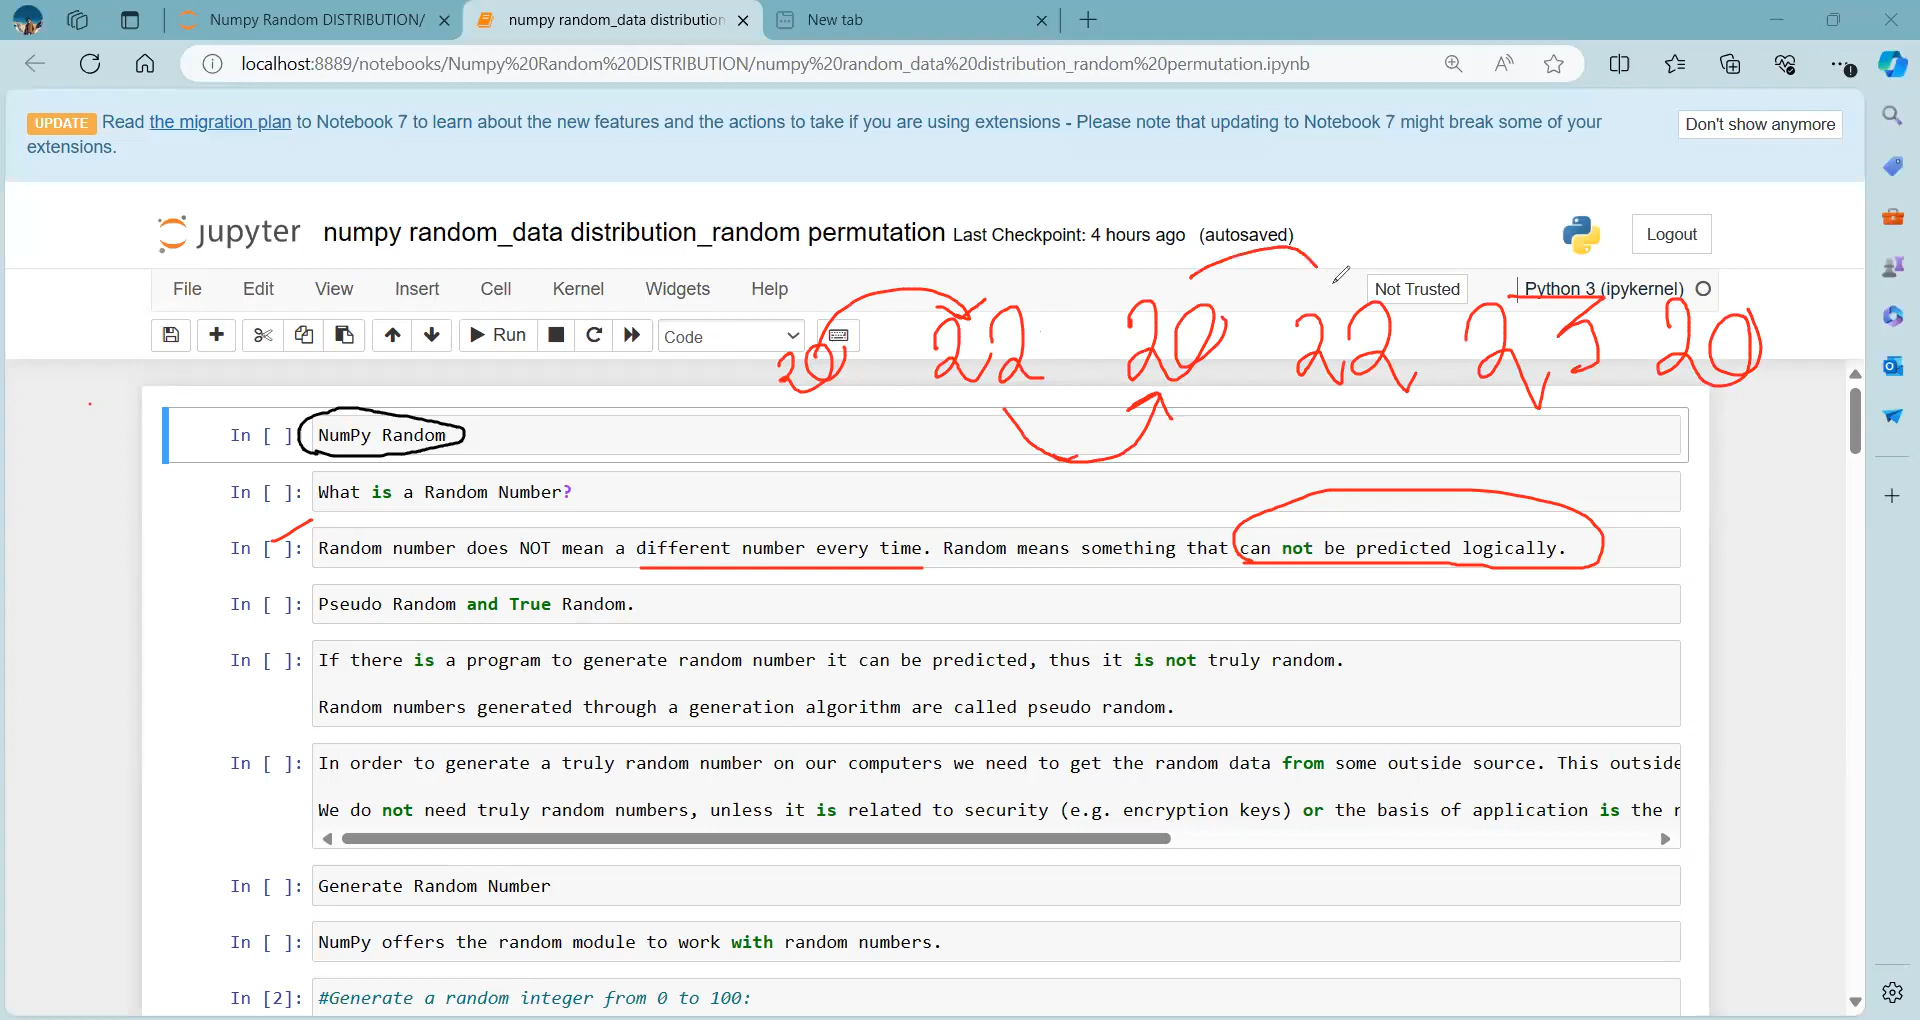 Numpy Random DISTRIBUTION/
numpy random_data distribution
New tab
localhost:8889/notebooks/Numpy%20Random%20DISTRIBUTION/numpy%20random_data%20distribution_random%20permutation.ipynb
UPDATE Read the migration plan to Notebook 7 to learn about the new features and the actions to take if you are using extensions - Please note that updating to Notebook 7 might break some of your
extensions.
Don't show anymore
jupyter numpy random_data distribution_random permutation Last Checkpoint: 4 hours ago (autosaved)
Logout
File Edit View Insert Cell Kernel Widgets Help
Not Trusted
Python 3 (ipykernel)
Run
Code
20 22 20 22 23 20
In [ ]: NumPy Random
In [ ]: What is a Random Number?
In [ ]: Random number does NOT mean a different number every time. Random means something that can not be predicted logically.
In [ ]: Pseudo Random and True Random.
In [ ]: If there is a program to generate random number it can be predicted, thus it is not truly random.
Random numbers generated through a generation algorithm are called pseudo random.
In [ ]: In order to generate a truly random number on our computers we need to get the random data from some outside source. This outside
We do not need truly random numbers, unless it is related to security (e.g. encryption keys) or the basis of application is the r
In [ ]: Generate Random Number
In [ ]: NumPy offers the random module to work with random numbers.
In [2]: #Generate a random integer from 0 to 100: